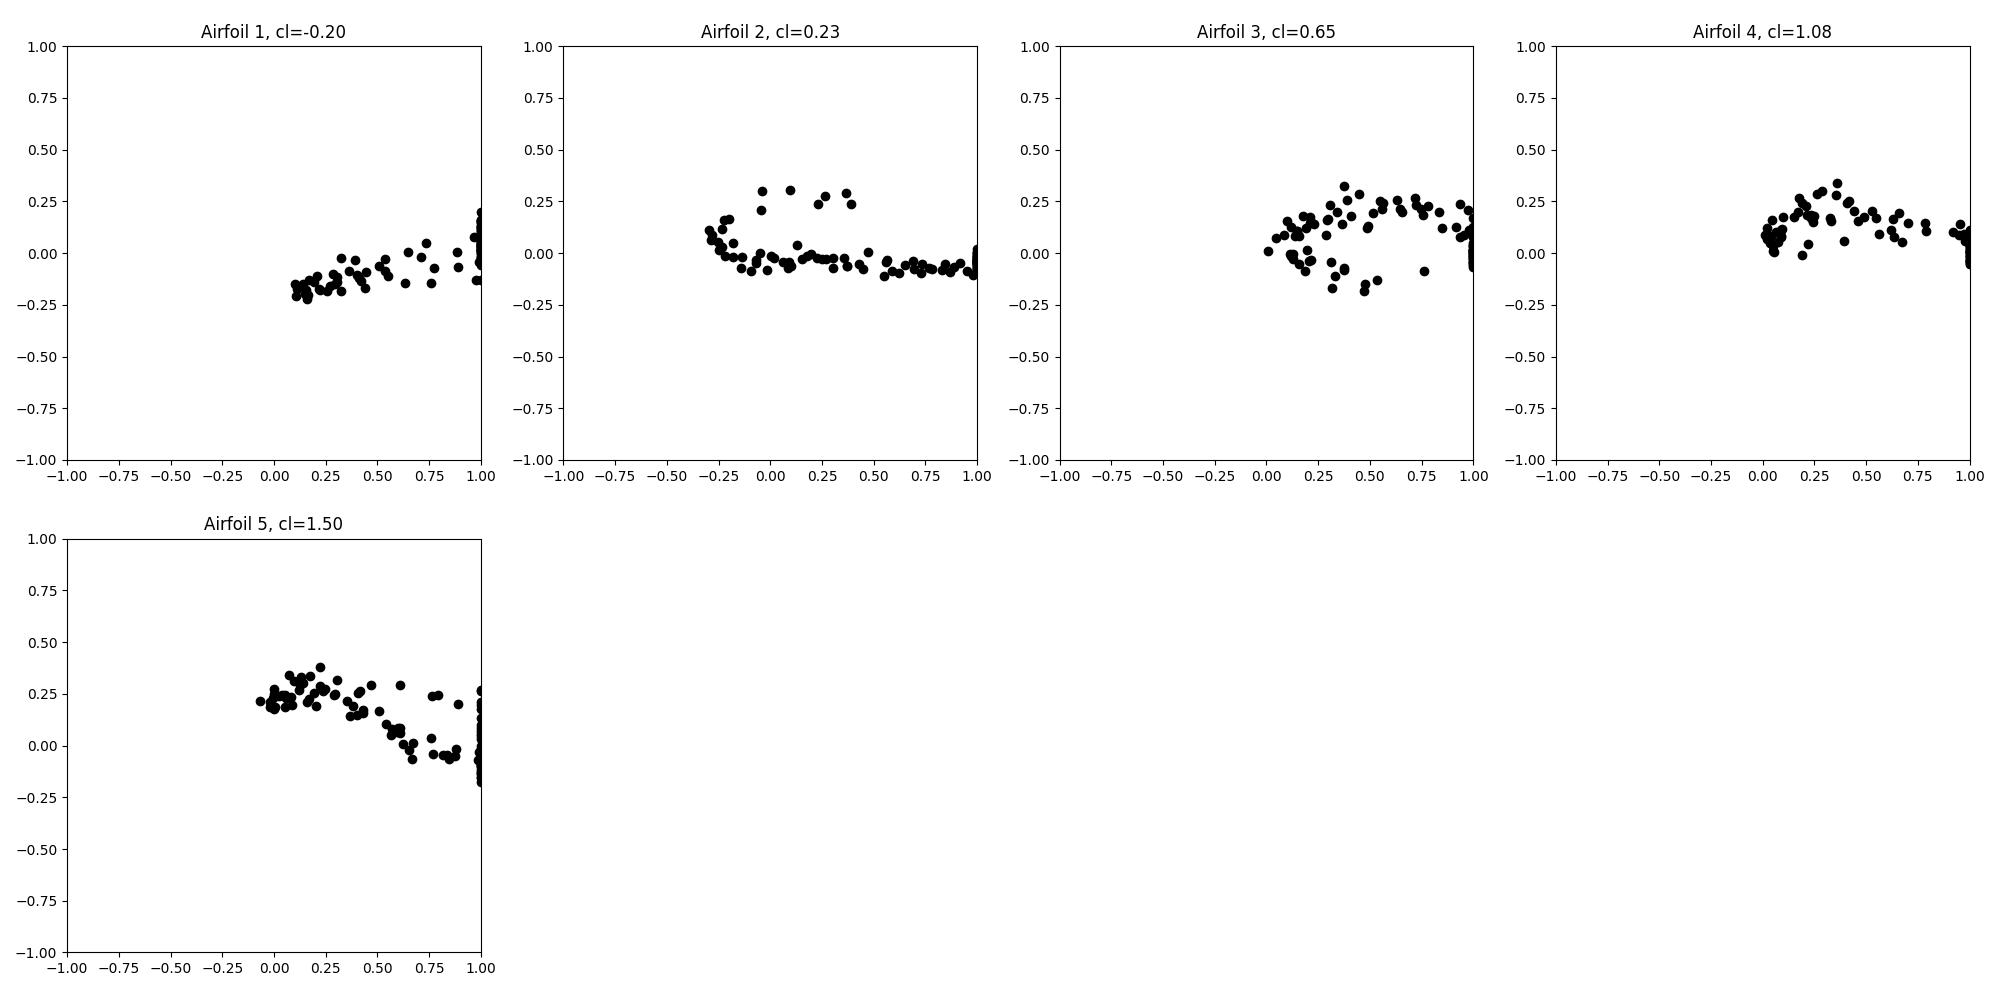 Airfoil 1, cl=-0.20
Airfoil 2, cl=0.23
Airfoil 3, cl=0.65
Airfoil 4, cl=1.08
1.00 1.00 1.00 1.00
0.75 0.75 0.75 0.75
0.50 0.50 0.50 0.50
0.25 0.25 0.25 0.25
0.00 0.00 0.00 0.00
−0.25 −0.25 −0.25 −0.25
−0.50 −0.50 −0.50 −0.50
−0.75 −0.75 −0.75 −0.75
−1.00 −1.00 −1.00 −1.00
−1.00 −0.75 −0.50 −0.25 0.00 0.25 0.50 0.75 1.00
−1.00 −0.75 −0.50 −0.25 0.00 0.25 0.50 0.75 1.00
−1.00 −0.75 −0.50 −0.25 0.00 0.25 0.50 0.75 1.00
−1.00 −0.75 −0.50 −0.25 0.00 0.25 0.50 0.75 1.00
Airfoil 5, cl=1.50
1.00
0.75
0.50
0.25
0.00
−0.25
−0.50
−0.75
−1.00
−1.00 −0.75 −0.50 −0.25 0.00 0.25 0.50 0.75 1.00